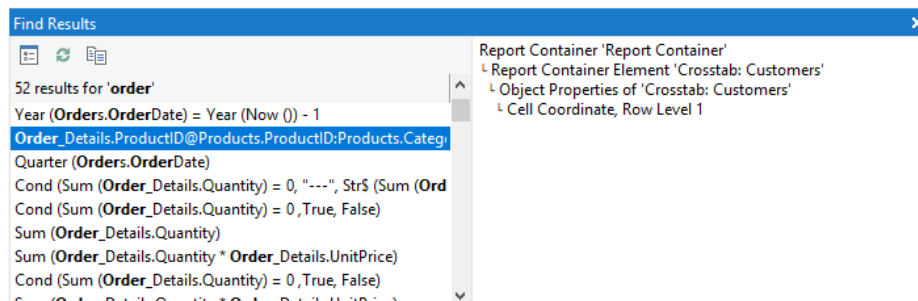 Find Results
52 results for 'order'
Year (Orders.OrderDate) = Year (Now ()) - 1
Order_Details.ProductID@Products.ProductID:Products.Categ
Quarter (Orders.OrderDate)
Cond (Sum (Order_Details.Quantity) = 0, "---", Str$ (Sum (Ord
Cond (Sum (Order_Details.Quantity) = 0 ,True, False)
Sum (Order_Details.Quantity)
Sum (Order_Details.Quantity * Order_Details.UnitPrice)
Cond (Sum (Order_Details.Quantity) = 0 ,True, False)
Report Container 'Report Container'
Report Container Element 'Crosstab: Customers'
Object Properties of 'Crosstab: Customers'
Cell Coordinate, Row Level 1